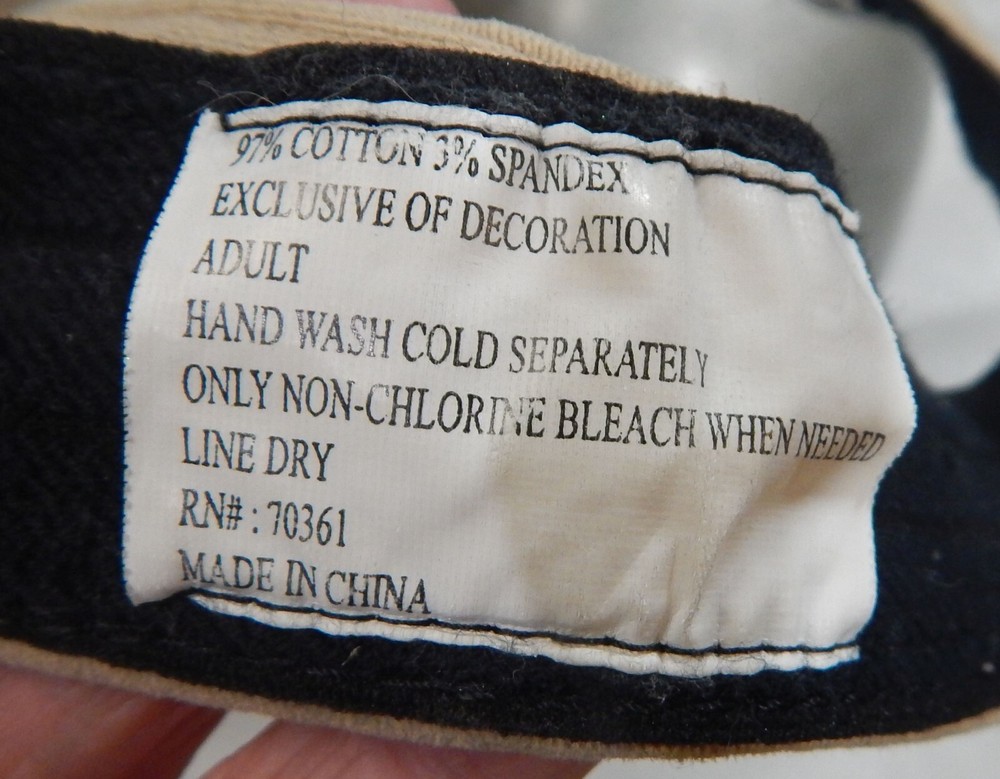 97% COTTON 3% SPANDEX
EXCLUSIVE OF DECORATION
ADULT
HAND WASH COLD SEPARATELY
ONLY NON-CHLORINE BLEACH WHEN NEEDED
LINE DRY
RN# : 70361
MADE IN CHINA